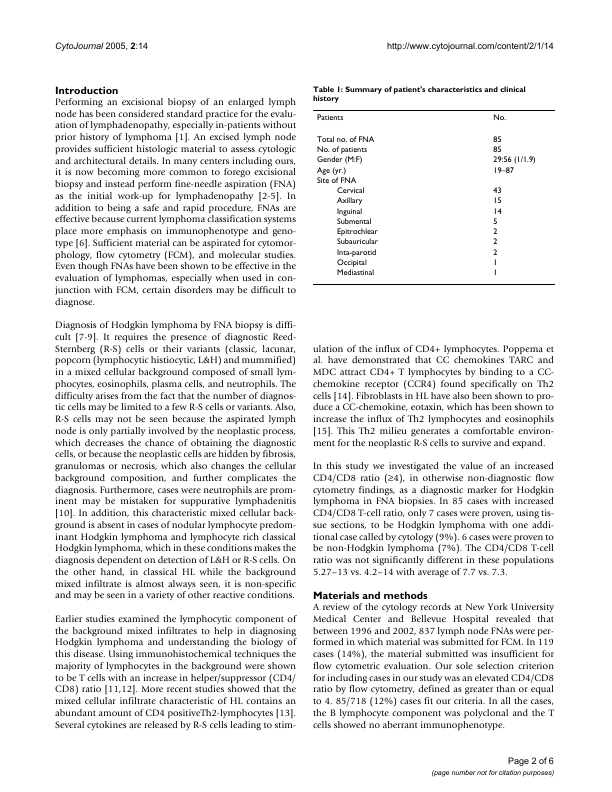 CytoJournal 2005, 2:14
http://www.cytojournal.com/content/2/1/14
Introduction
Performing an excisional biopsy of an enlarged lymph
node has been considered standard practice for the evalu-
ation of lymphadenopathy, especially in-patients without
prior history of lymphoma [1]. An excised lymph node
provides sufficient histologic material to assess cytologic
and architectural details. In many centers including ours,
it is now becoming more common to forego excisional
biopsy and instead perform fine-needle aspiration (FNA)
as the initial work-up for lymphadenopathy [2-5]. In
addition to being a safe and rapid procedure, FNAs are
effective because current lymphoma classification systems
place more emphasis on immunophenotype and geno-
type [6]. Sufficient material can be aspirated for cytomor-
phology, flow cytometry (FCM), and molecular studies.
Even though FNAs have been shown to be effective in the
evaluation of lymphomas, especially when used in con-
junction with FCM, certain disorders may be difficult to
diagnose.
Diagnosis of Hodgkin lymphoma by FNA biopsy is diffi-
cult [7-9]. It requires the presence of diagnostic Reed-
Sternberg (R-S) cells or their variants (classic, lacunar,
popcorn (lymphocytic histiocytic, L&H) and mummified)
in a mixed cellular background composed of small lym-
phocytes, eosinophils, plasma cells, and neutrophils. The
difficulty arises from the fact that the number of diagnos-
tic cells may be limited to a few R-S cells or variants. Also,
R-S cells may not be seen because the aspirated lymph
node is only partially involved by the neoplastic process,
which decreases the chance of obtaining the diagnostic
cells, or because the neoplastic cells are hidden by fibrosis,
granulomas or necrosis, which also changes the cellular
background composition, and further complicates the
diagnosis. Furthermore, cases were neutrophils are prom-
inent may be mistaken for suppurative lymphadenitis
[10]. In addition, this characteristic mixed cellular back-
ground is absent in cases of nodular lymphocyte predom-
inant Hodgkin lymphoma and lymphocyte rich classical
Hodgkin lymphoma, which in these conditions makes the
diagnosis dependent on detection of L&H or R-S cells. On
the other hand, in classical HL while the background
mixed infiltrate is almost always seen, it is non-specific
and may be seen in a variety of other reactive conditions.
Earlier studies examined the lymphocytic component of
the background mixed infiltrates to help in diagnosing
Hodgkin lymphoma and understanding the biology of
this disease. Using immunohistochemical techniques the
majority of lymphocytes in the background were shown
to be T cells with an increase in helper/suppressor (CD4/
CD8) ratio [11,12]. More recent studies showed that the
mixed cellular infiltrate characteristic of HL contains an
abundant amount of CD4 positiveTh2-lymphocytes [13].
Several cytokines are released by R-S cells leading to stim-
Table 1: Summary of patient's characteristics and clinical
history
Patients No.
Total no. of FNA 85
No. of patients 85
Gender (M:F) 29:56 (1/1.9)
Age (yr.) 19–87
Site of FNA
Cervical 43
Axillary 15
Inguinal 14
Submental 5
Epitrochlear 2
Subauricular 2
Inta-parotid 2
Occipital 1
Mediastinal 1
ulation of the influx of CD4+ lymphocytes. Poppema et
al. have demonstrated that CC chemokines TARC and
MDC attract CD4+ T lymphocytes by binding to a CC-
chemokine receptor (CCR4) found specifically on Th2
cells [14]. Fibroblasts in HL have also been shown to pro-
duce a CC-chemokine, eotaxin, which has been shown to
increase the influx of Th2 lymphocytes and eosinophils
[15]. This Th2 milieu generates a comfortable environ-
ment for the neoplastic R-S cells to survive and expand.
In this study we investigated the value of an increased
CD4/CD8 ratio (≥4), in otherwise non-diagnostic flow
cytometry findings, as a diagnostic marker for Hodgkin
lymphoma in FNA biopsies. In 85 cases with increased
CD4/CD8 T-cell ratio, only 7 cases were proven, using tis-
sue sections, to be Hodgkin lymphoma with one addi-
tional case called by cytology (9%). 6 cases were proven to
be non-Hodgkin lymphoma (7%). The CD4/CD8 T-cell
ratio was not significantly different in these populations
5.27–13 vs. 4.2–14 with average of 7.7 vs. 7.3.
Materials and methods
A review of the cytology records at New York University
Medical Center and Bellevue Hospital revealed that
between 1996 and 2002, 837 lymph node FNAs were per-
formed in which material was submitted for FCM. In 119
cases (14%), the material submitted was insufficient for
flow cytometric evaluation. Our sole selection criterion
for including cases in our study was an elevated CD4/CD8
ratio by flow cytometry, defined as greater than or equal
to 4. 85/718 (12%) cases fit our criteria. In all the cases,
the B lymphocyte component was polyclonal and the T
cells showed no aberrant immunophenotype.
Page 2 of 6
(page number not for citation purposes)